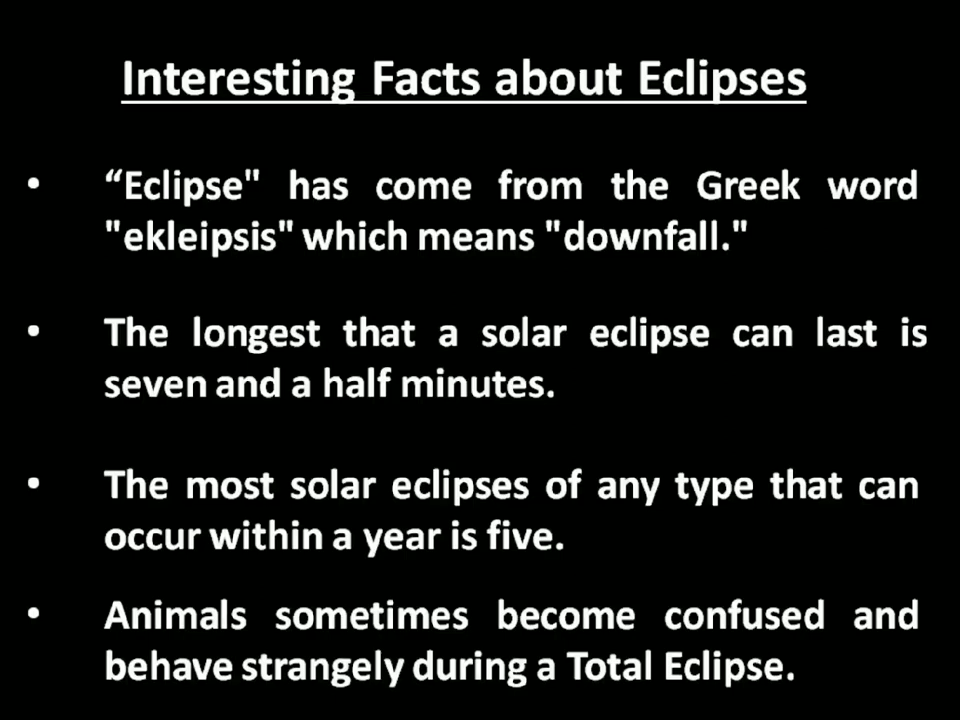 Interesting Facts about Eclipses
• “Eclipse" has come from the Greek word
"ekleipsis" which means "downfall."
• The longest that a solar eclipse can last is
seven and a half minutes.
• The most solar eclipses of any type that can
occur within a year is five.
• Animals sometimes become confused and
behave strangely during a Total Eclipse.